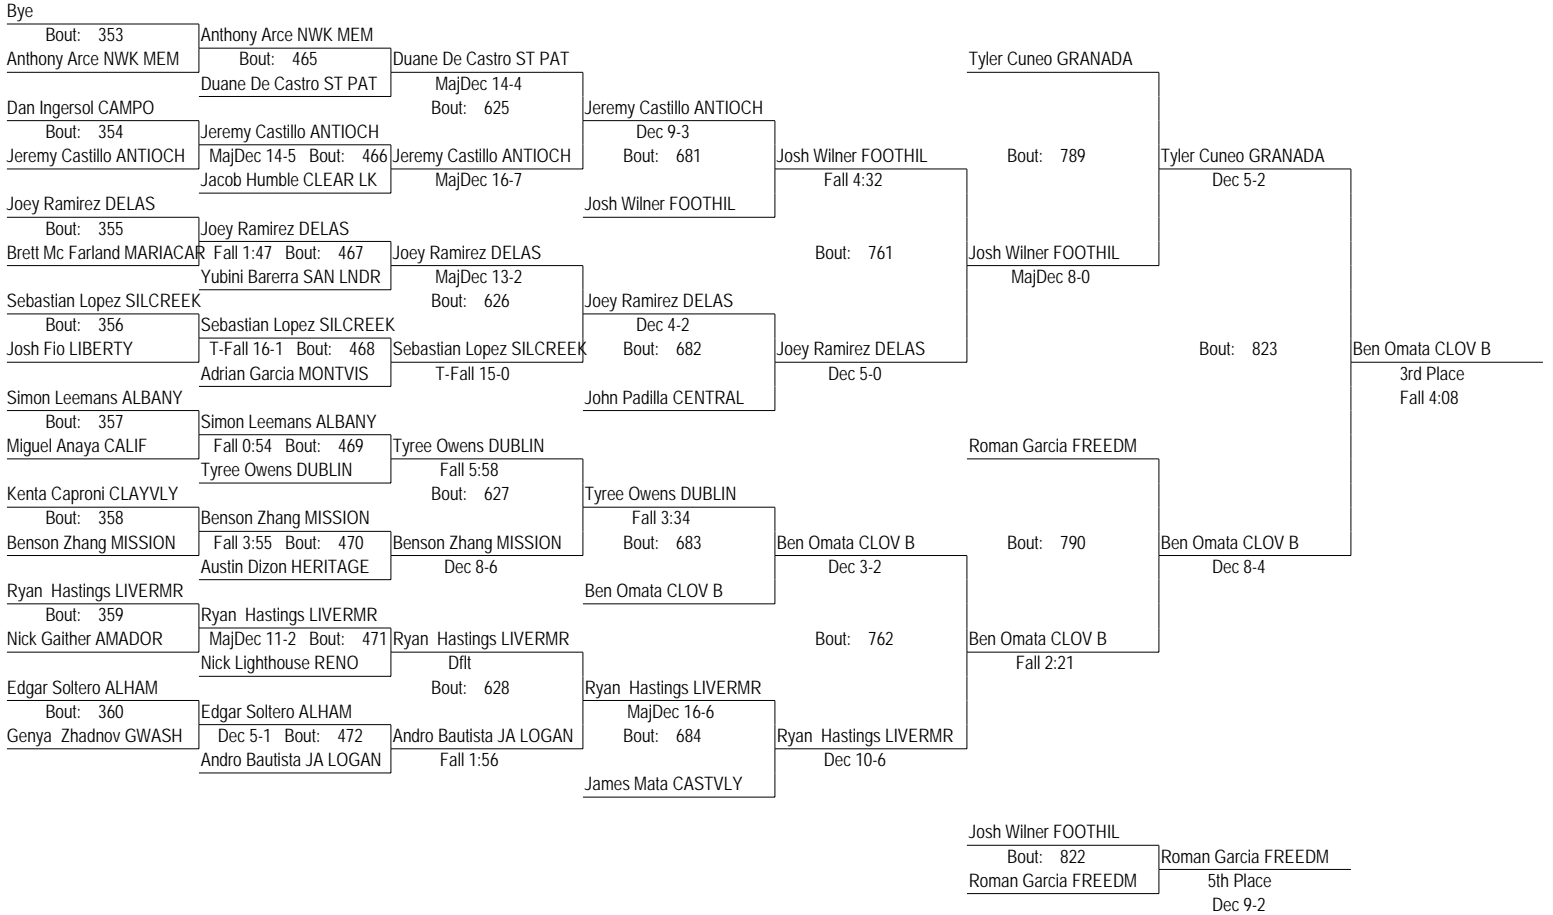 Bye
Bout: 353 Anthony Arce NWK MEM
Anthony Arce NWK MEM Bout: 465 Duane De Castro ST PAT Tyler Cuneo GRANADA
Duane De Castro ST PAT MajDec 14-4
Dan Ingersol CAMPO Bout: 625 Jeremy Castillo ANTIOCH
Bout: 354 Jeremy Castillo ANTIOCH Dec 9-3
Jeremy Castillo ANTIOCH MajDec 14-5 Bout: 466 Jeremy Castillo ANTIOCH Bout: 681 Josh Wilner FOOTHIL Bout: 789 Tyler Cuneo GRANADA
Jacob Humble CLEAR LK MajDec 16-7 Fall 4:32 Dec 5-2
Joey Ramirez DELAS Josh Wilner FOOTHIL
Bout: 355 Joey Ramirez DELAS
Brett Mc Farland MARIACAR Fall 1:47 Bout: 467 Joey Ramirez DELAS Bout: 761 Josh Wilner FOOTHIL
Yubini Barerra SAN LNDR MajDec 13-2 MajDec 8-0
Sebastian Lopez SILCREEK Bout: 626 Joey Ramirez DELAS
Bout: 356 Sebastian Lopez SILCREEK Dec 4-2
Josh Fio LIBERTY T-Fall 16-1 Bout: 468 Sebastian Lopez SILCREEK Bout: 682 Joey Ramirez DELAS Bout: 823 Ben Omata CLOV B
Adrian Garcia MONTVIS T-Fall 15-0 Dec 5-0 3rd Place
Simon Leemans ALBANY John Padilla CENTRAL Fall 4:08
Bout: 357 Simon Leemans ALBANY
Miguel Anaya CALIF Fall 0:54 Bout: 469 Tyree Owens DUBLIN Roman Garcia FREEDM
Tyree Owens DUBLIN Fall 5:58
Kenta Caproni CLAYVLY Bout: 627 Tyree Owens DUBLIN
Bout: 358 Benson Zhang MISSION Fall 3:34
Benson Zhang MISSION Fall 3:55 Bout: 470 Benson Zhang MISSION Bout: 683 Ben Omata CLOV B Bout: 790 Ben Omata CLOV B
Austin Dizon HERITAGE Dec 8-6 Dec 3-2 Dec 8-4
Ryan Hastings LIVERMR Ben Omata CLOV B
Bout: 359 Ryan Hastings LIVERMR
Nick Gaither AMADOR MajDec 11-2 Bout: 471 Ryan Hastings LIVERMR Bout: 762 Ben Omata CLOV B
Nick Lighthouse RENO Dflt Fall 2:21
Edgar Soltero ALHAM Bout: 628 Ryan Hastings LIVERMR
Bout: 360 Edgar Soltero ALHAM MajDec 16-6
Genya Zhadnov GWASH Dec 5-1 Bout: 472 Andro Bautista JA LOGAN Bout: 684 Ryan Hastings LIVERMR
Andro Bautista JA LOGAN Fall 1:56 Dec 10-6
James Mata CASTVLY
Josh Wilner FOOTHIL
Bout: 822 Roman Garcia FREEDM
Roman Garcia FREEDM 5th Place
Dec 9-2